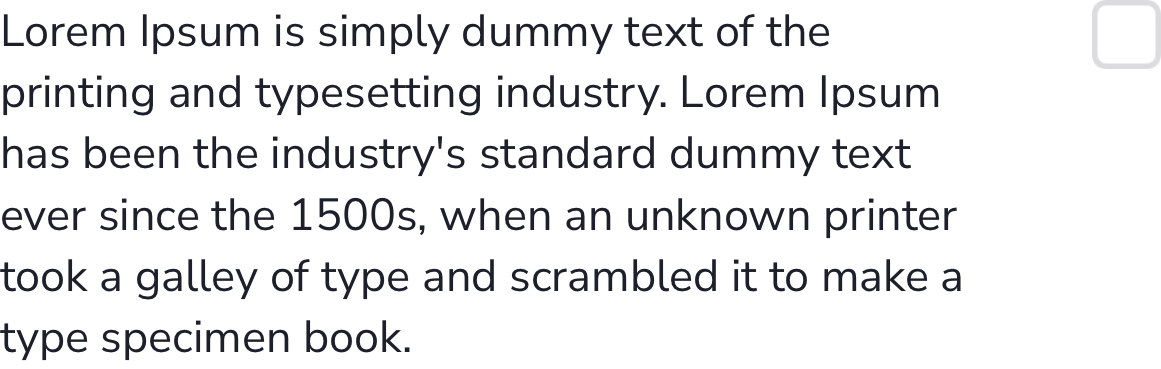 Lorem Ipsum is simply dummy text of the
printing and typesetting industry. Lorem Ipsum
has been the industry's standard dummy text
ever since the 1500s, when an unknown printer
took a galley of type and scrambled it to make a
type specimen book.